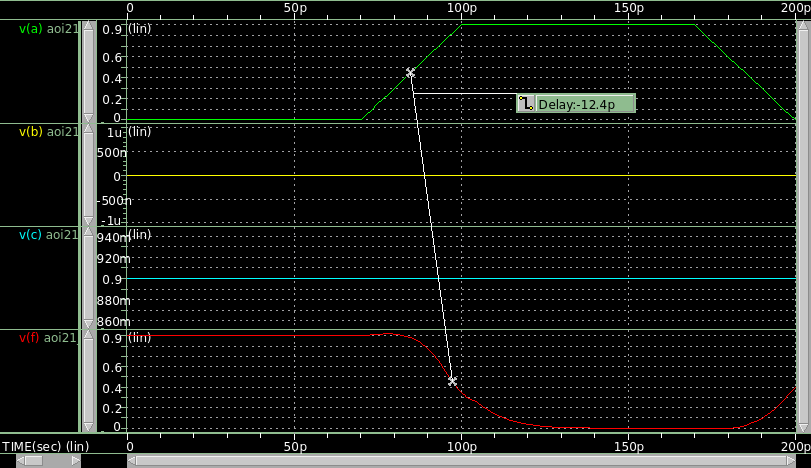 0 50p 100p 150p 200p
v(a) aoi21
0.9 (lin)
0.6
0.4
0.2
0
Delay:-12.4p
v(b) aoi21
1u (lin)
500n
0
-500n
-1u
v(c) aoi21
940m (lin)
920m
0.9
880m
860m
v(f) aoi21
0.9 (lin)
0.6
0.4
0.2
0
TIME(sec) (lin) 0 50p 100p 150p 200p